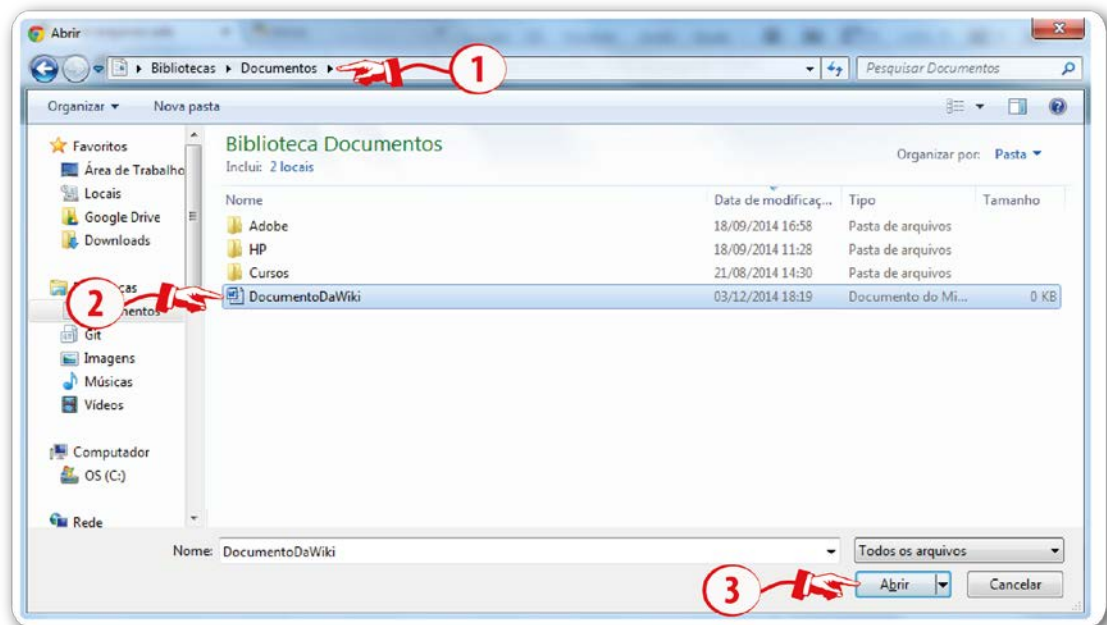 Abrir
Bibliotecas Documentos
1
Pesquisar Documentos
Organizar Nova pasta
Favoritos
Área de Trabalho
Locais
Google Drive
Downloads
Git
Imagens
Músicas
Vídeos
Computador
OS (C:)
Rede
Biblioteca Documentos
Inclui: 2 locais
Organizar por: Pasta
Nome Data de modificaç... Tipo Tamanho
Adobe 18/09/2014 16:58 Pasta de arquivos
HP 18/09/2014 11:28 Pasta de arquivos
Cursos 21/08/2014 14:30 Pasta de arquivos
2
DocumentoDaWiki 03/12/2014 18:19 Documento do Mi... 0 KB
Nome: DocumentoDaWiki Todos os arquivos
3
Abrir Cancelar